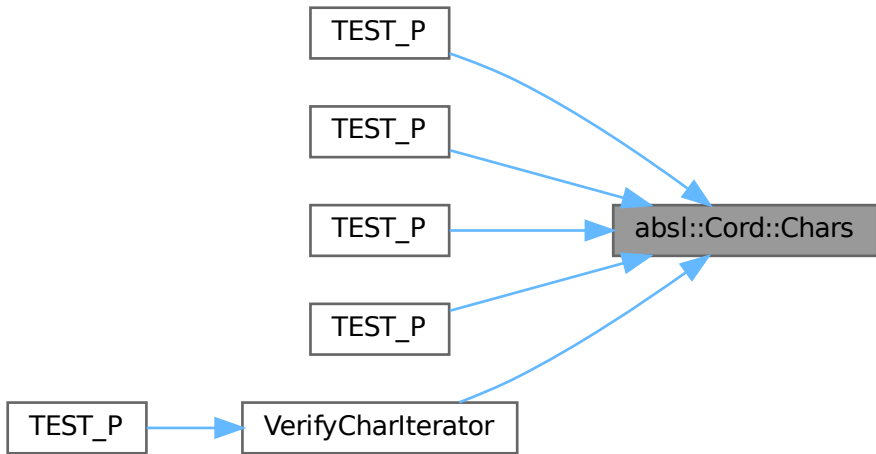 TEST_P
TEST_P
absl::Cord::Chars
TEST_P
TEST_P
TEST_P
VerifyCharIterator